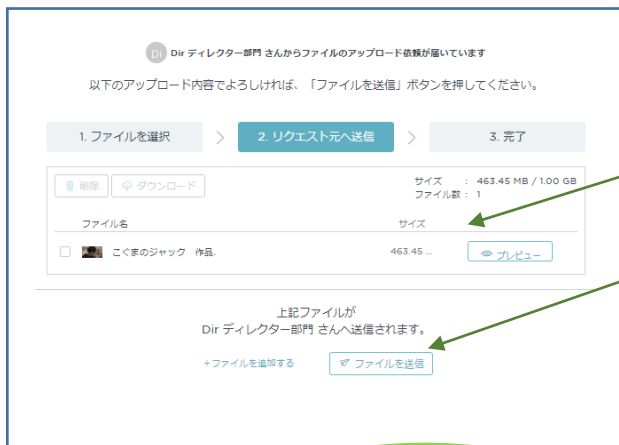 Di Dir ディレクター部門 さんからファイルのアップロード依頼が届いています
以下のアップロード内容でよろしければ、「ファイルを送信」ボタンを押してください。
1. ファイルを選択 > 2. リクエスト元へ送信 > 3. 完了
削除 ダウンロード サイズ : 463.45 MB / 1.00 GB
ファイル数 : 1
ファイル名 サイズ
こぐまのジャック 作品. 463.45 ... プレビュー
上記ファイルが
Dir ディレクター部門 さんへ送信されます。
+ファイルを追加する ファイルを送信